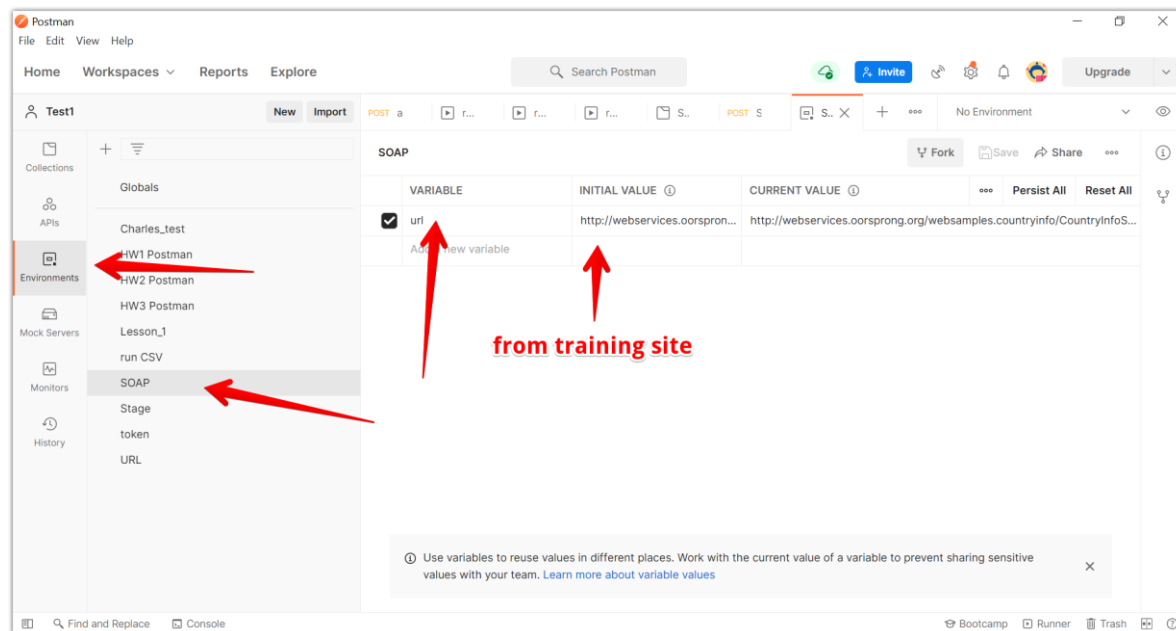 Postman
File Edit View Help
Home Workspaces Reports Explore
Search Postman
Invite
Upgrade
Test1
New Import
POST a
r...
r...
r...
S..
POST S
S..
No Environment
Collections
APIs
Environments
Mock Servers
Monitors
History
Globals
Charles_test
HW1 Postman
HW2 Postman
HW3 Postman
Lesson_1
run CSV
SOAP
Stage
token
URL
SOAP
Fork Save Share
VARIABLE INITIAL VALUE CURRENT VALUE Persist All Reset All
url http://webservices.oorspron... http://webservices.oorsprong.org/websamples.countryinfo/CountryInfoS...
Add a new variable
from training site
Use variables to reuse values in different places. Work with the current value of a variable to prevent sharing sensitive
values with your team. Learn more about variable values
Find and Replace Console
Bootcamp Runner Trash